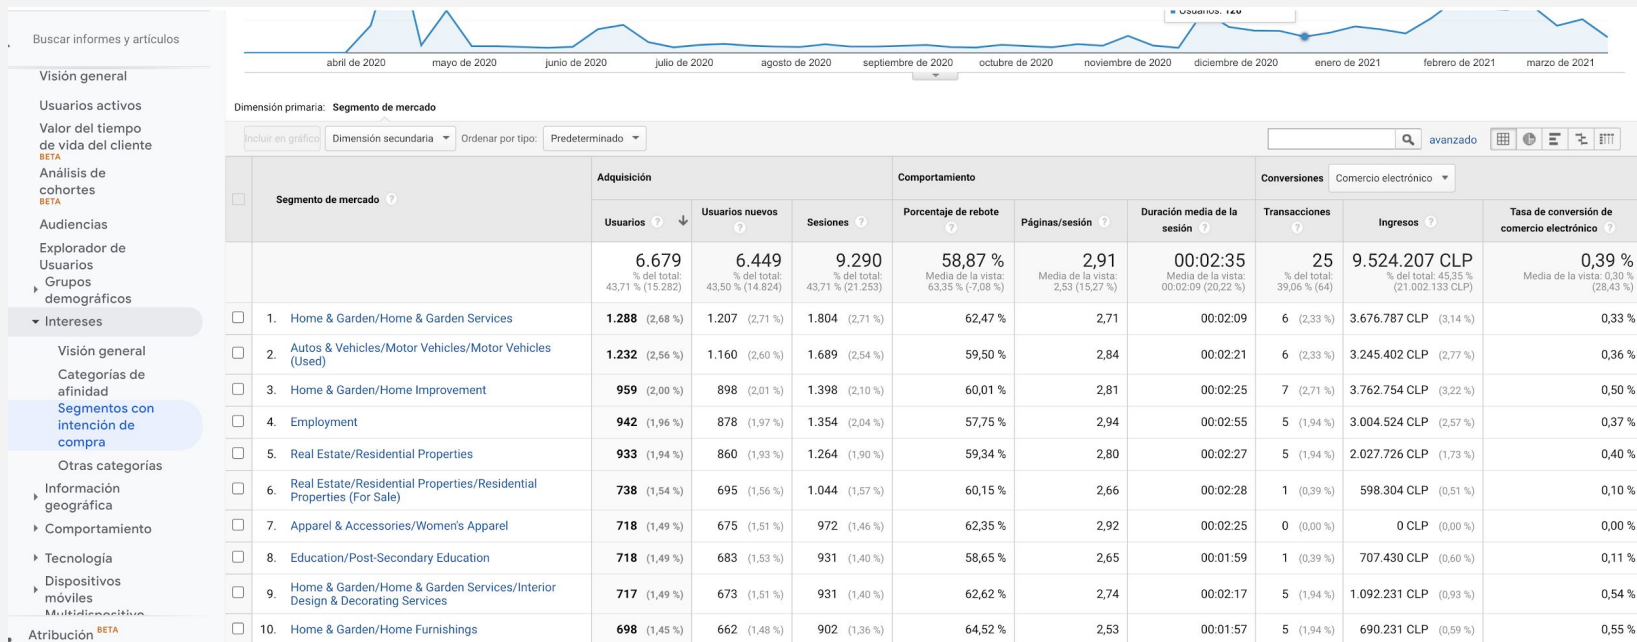 Usuarios: 120
Buscar informes y artículos
Visión general
Usuarios activos
Valor del tiempo
de vida del cliente
BETA
Análisis de
cohortes
BETA
Audiencias
Explorador de
Usuarios
Grupos
demográficos
Intereses
Visión general
Categorías de
afinidad
Segmentos con
intención de
compra
Otras categorías
Información
geográfica
Comportamiento
Tecnología
Dispositivos
móviles
Multidispositivo
Atribución BETA
abril de 2020 mayo de 2020 junio de 2020 julio de 2020 agosto de 2020 septiembre de 2020 octubre de 2020 noviembre de 2020 diciembre de 2020 enero de 2021 febrero de 2021 marzo de 2021
Dimensión primaria: Segmento de mercado
Incluir en gráfico Dimensión secundaria Ordenar por tipo: Predeterminado avanzado
Adquisición Comportamiento Conversiones Comercio electrónico
Segmento de mercado ? Usuarios ? Usuarios nuevos ? Sesiones ? Porcentaje de rebote ? Páginas/sesión ? Duración media de la sesión ? Transacciones ? Ingresos ? Tasa de conversión de comercio electrónico ?
6.679 6.449 9.290 58,87 % 2,91 00:02:35 25 9.524.207 CLP 0,39 %
% del total: % del total: % del total: Media de la vista: Media de la vista: Media de la vista: % del total: % del total: 45,35 % Media de la vista: 0,30 %
43,71 % (15.282) 43,50 % (14.824) 43,71 % (21.253) 63,35 % (-7,08 %) 2,53 (15,27 %) 00:02:09 (20,22 %) 39,06 % (64) (21.002.133 CLP) (28,43 %)
1. Home & Garden/Home & Garden Services 1.288 (2,68 %) 1.207 (2,71 %) 1.804 (2,71 %) 62,47 % 2,71 00:02:09 6 (2,33 %) 3.676.787 CLP (3,14 %) 0,33 %
2. Autos & Vehicles/Motor Vehicles/Motor Vehicles
(Used) 1.232 (2,56 %) 1.160 (2,60 %) 1.689 (2,54 %) 59,50 % 2,84 00:02:21 6 (2,33 %) 3.245.402 CLP (2,77 %) 0,36 %
3. Home & Garden/Home Improvement 959 (2,00 %) 898 (2,01 %) 1.398 (2,10 %) 60,01 % 2,81 00:02:25 7 (2,71 %) 3.762.754 CLP (3,22 %) 0,50 %
4. Employment 942 (1,96 %) 878 (1,97 %) 1.354 (2,04 %) 57,75 % 2,94 00:02:55 5 (1,94 %) 3.004.524 CLP (2,57 %) 0,37 %
5. Real Estate/Residential Properties 933 (1,94 %) 860 (1,93 %) 1.264 (1,90 %) 59,34 % 2,80 00:02:27 5 (1,94 %) 2.027.726 CLP (1,73 %) 0,40 %
6. Real Estate/Residential Properties/Residential
Properties (For Sale) 738 (1,54 %) 695 (1,56 %) 1.044 (1,57 %) 60,15 % 2,66 00:02:28 1 (0,39 %) 598.304 CLP (0,51 %) 0,10 %
7. Apparel & Accessories/Women's Apparel 718 (1,49 %) 675 (1,51 %) 972 (1,46 %) 62,35 % 2,92 00:02:25 0 (0,00 %) 0 CLP (0,00 %) 0,00 %
8. Education/Post-Secondary Education 718 (1,49 %) 683 (1,53 %) 931 (1,40 %) 58,65 % 2,65 00:01:59 1 (0,39 %) 707.430 CLP (0,60 %) 0,11 %
9. Home & Garden/Home & Garden Services/Interior
Design & Decorating Services 717 (1,49 %) 673 (1,51 %) 931 (1,40 %) 62,62 % 2,74 00:02:17 5 (1,94 %) 1.092.231 CLP (0,93 %) 0,54 %
10. Home & Garden/Home Furnishings 698 (1,45 %) 662 (1,48 %) 902 (1,36 %) 64,52 % 2,53 00:01:57 5 (1,94 %) 690.231 CLP (0,59 %) 0,55 %